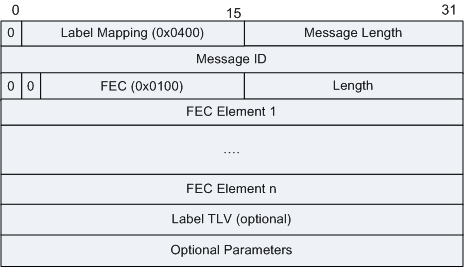 0 15 31
0 Label Mapping (0x0400) Message Length
Message ID
0 0 FEC (0x0100) Length
FEC Element 1
....
FEC Element n
Label TLV (optional)
Optional Parameters